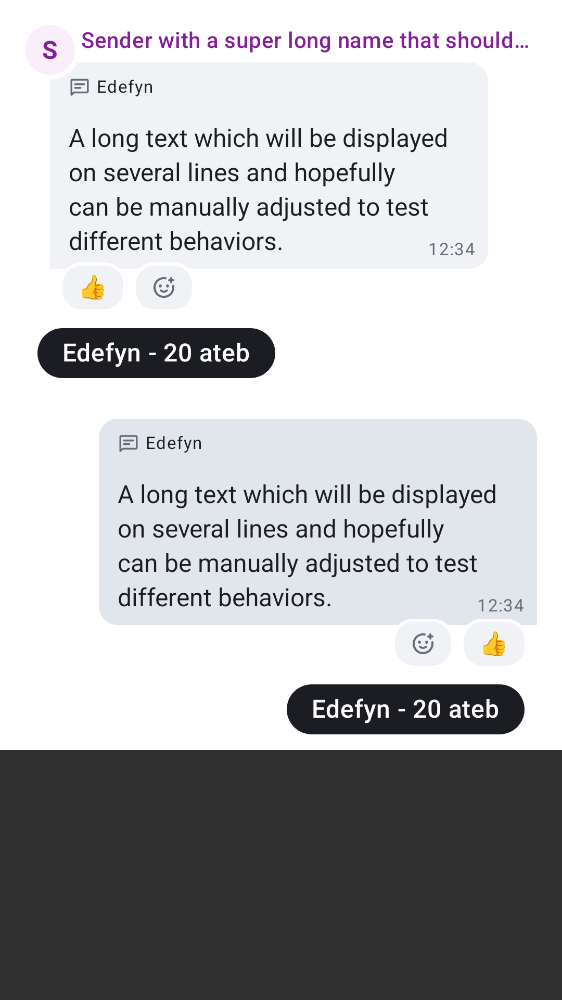 S
Sender with a super long name that should…
Edefyn
A long text which will be displayed
on several lines and hopefully
can be manually adjusted to test
different behaviors.
12:34
👍
Edefyn - 20 ateb
Edefyn
A long text which will be displayed
on several lines and hopefully
can be manually adjusted to test
different behaviors.
12:34
👍
Edefyn - 20 ateb